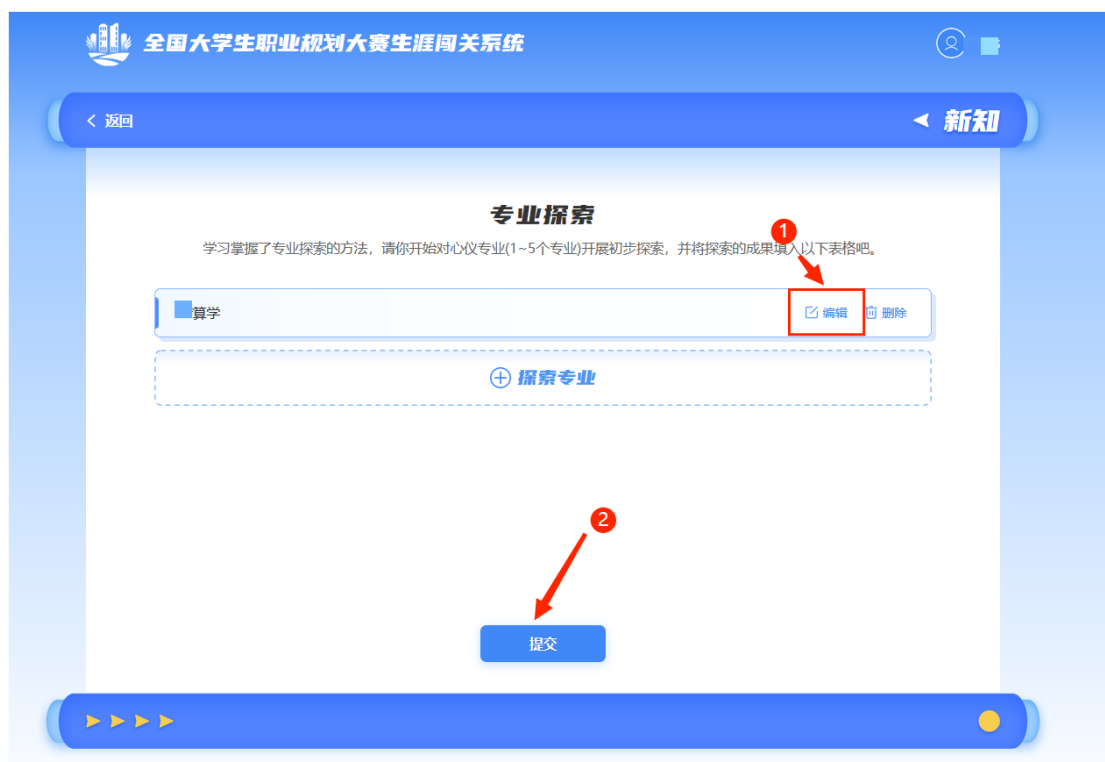 全国大学生职业规划大赛生涯闯关系统
返回
新知
专业探索
1
学习掌握了专业探索的方法，请你开始对心仪专业(1~5个专业)开展初步探索，并将探索的成果填入以下表格吧。
算学 编辑 删除
探索专业
2
提交